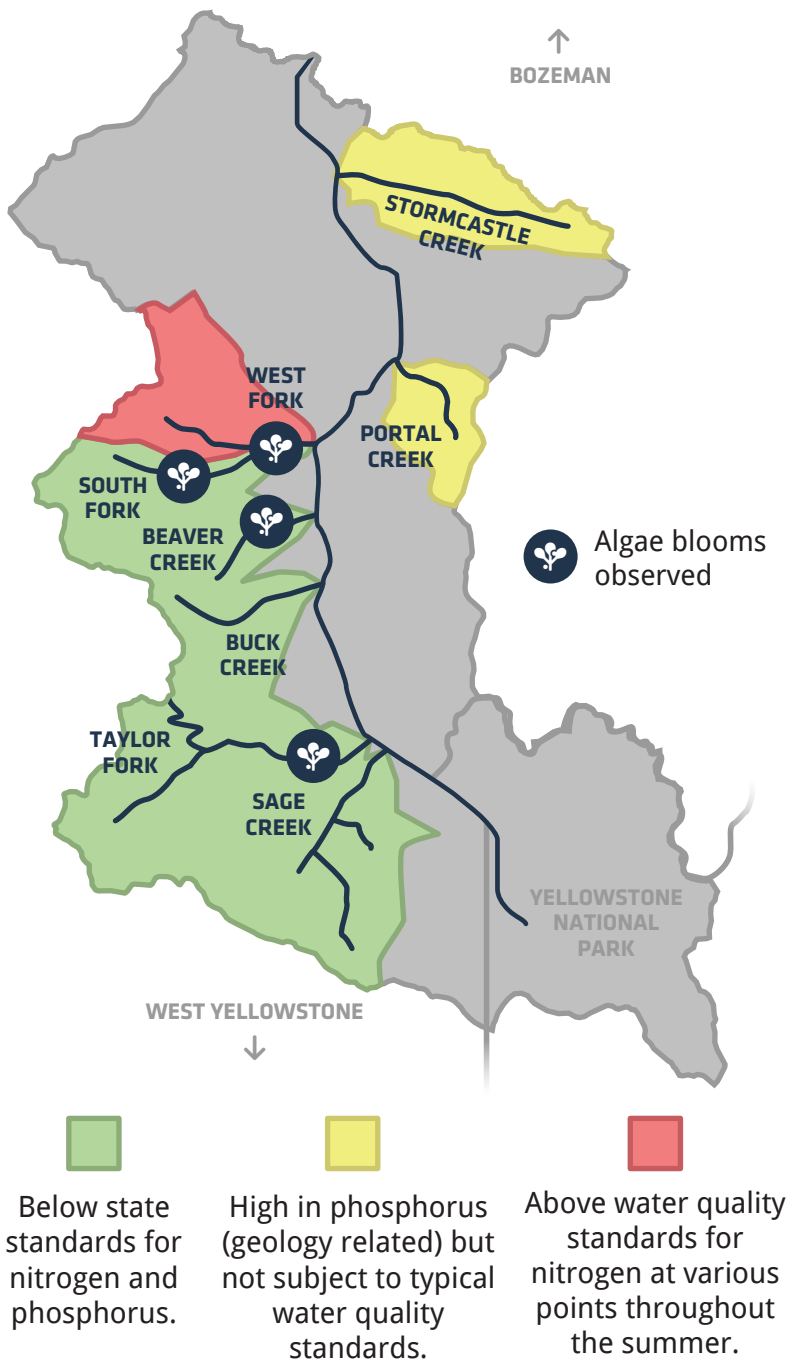 BOZEMAN
STORMCASTLE
CREEK
WEST
FORK
PORTAL
CREEK
SOUTH
FORK
BEAVER
CREEK
Algae blooms
observed
BUCK
CREEK
TAYLOR
FORK
SAGE
CREEK
YELLOWSTONE
NATIONAL
PARK
WEST YELLOWSTONE
Below state
standards for
nitrogen and
phosphorus.
High in phosphorus
(geology related) but
not subject to typical
water quality
standards.
Above water quality
standards for
nitrogen at various
points throughout
the summer.